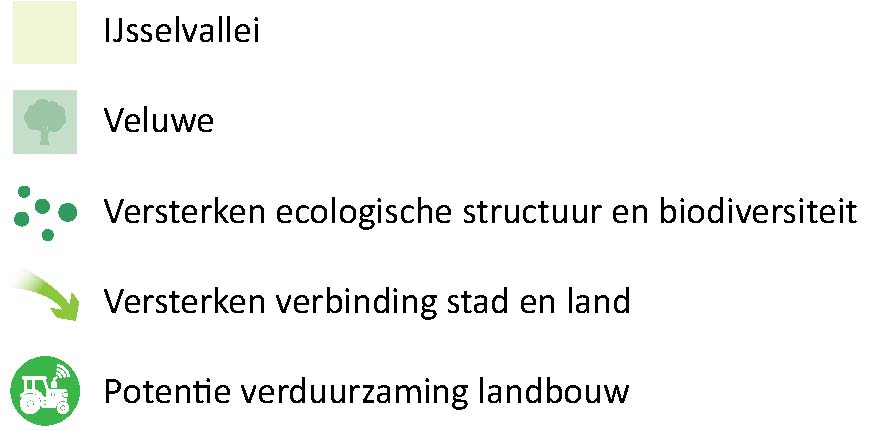 IJsselvallei
Veluwe
Versterken ecologische structuur en biodiversiteit
Versterken verbinding stad en land
Potentie verduurzaming landbouw